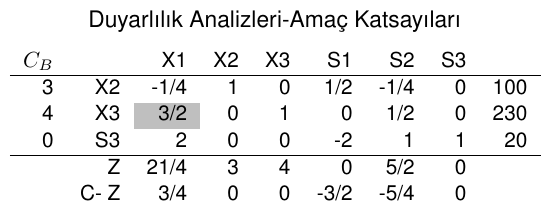 Duyarlılık Analizleri-Amaç Katsayıları
C_B X1 X2 X3 S1 S2 S3
3 X2 -1/4 1 0 1/2 -1/4 0 100
4 X3 3/2 0 1 0 1/2 0 230
0 S3 2 0 0 -2 1 1 20
Z 21/4 3 4 0 5/2 0
C- Z 3/4 0 0 -3/2 -5/4 0